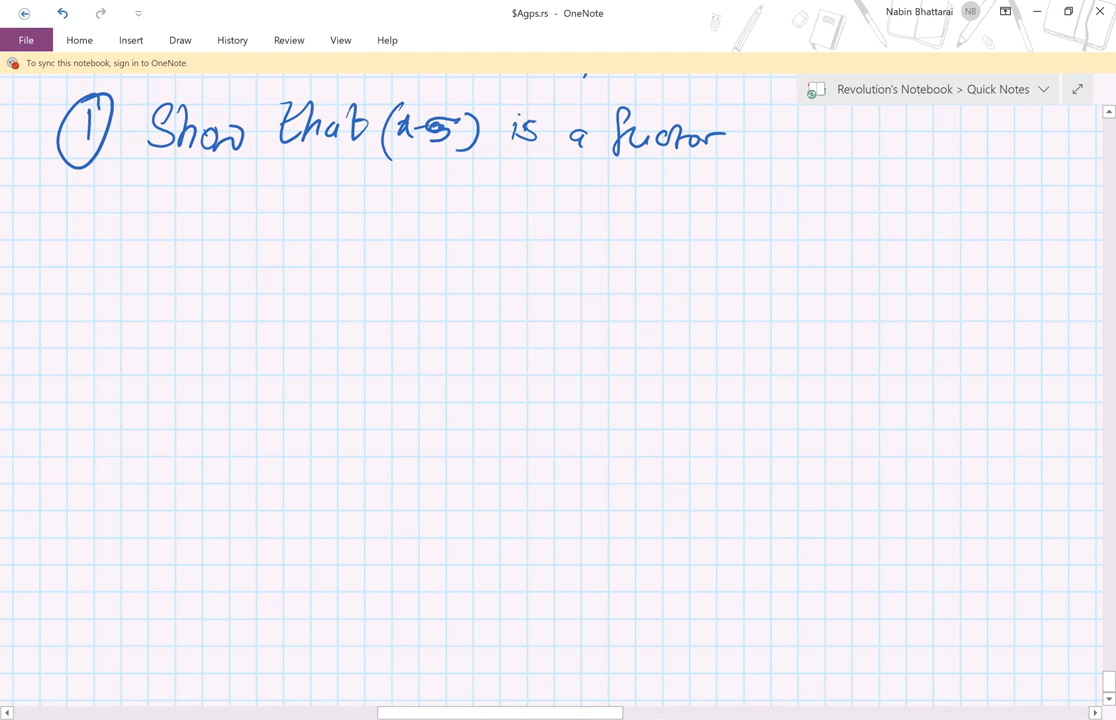 $Agps.rs - OneNote
Nabin Bhattarai NB
File Home Insert Draw History Review View Help
To sync this notebook, sign in to OneNote.
Revolution's Notebook > Quick Notes
① Show that (x-5) is a factor